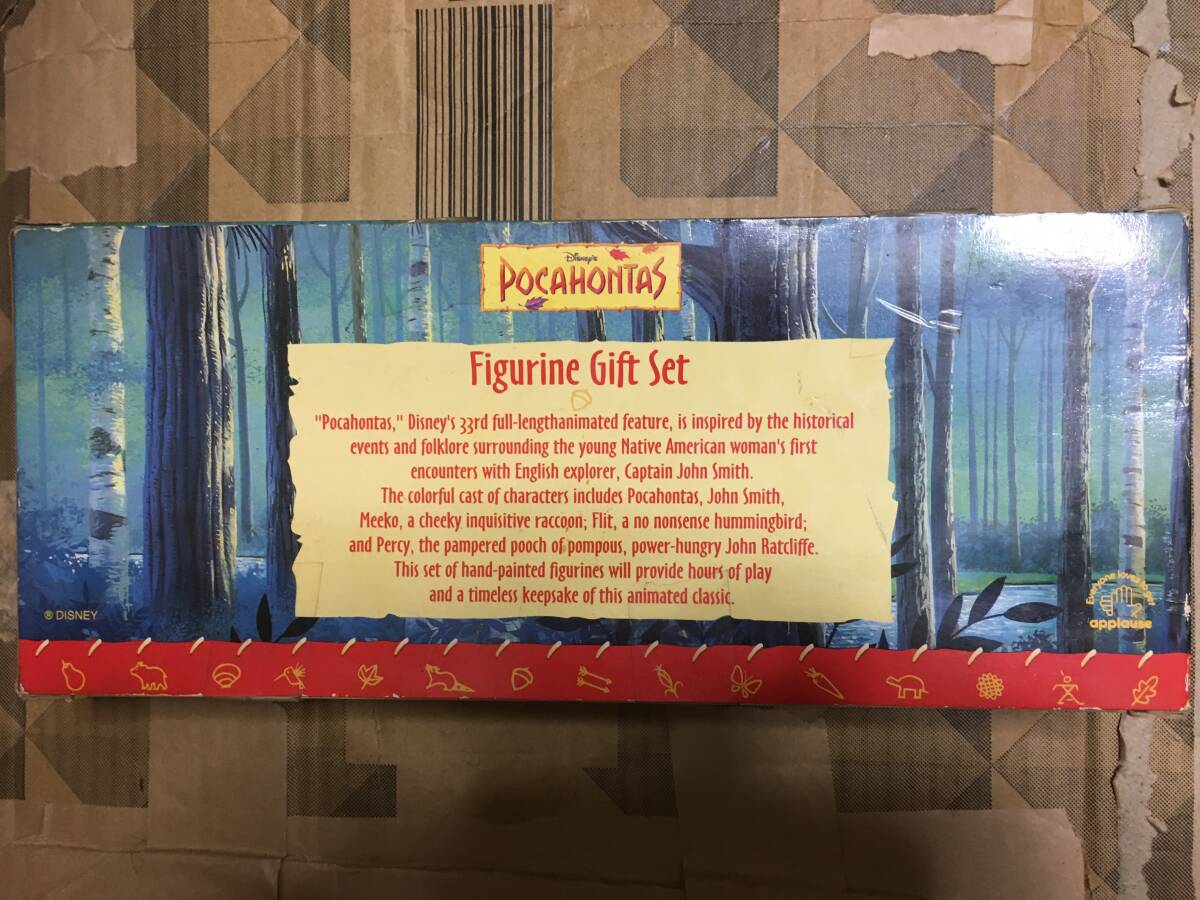 Disney's
POCAHONTAS
Figurine Gift Set
"Pocahontas," Disney's 33rd full-lengthanimated feature, is inspired by the historical
events and folklore surrounding the young Native American woman's first
encounters with English explorer, Captain John Smith.
The colorful cast of characters includes Pocahontas, John Smith,
Meeko, a cheeky inquisitive raccoon; Flit, a no nonsense hummingbird;
and Percy, the pampered pooch of pompous, power-hungry John Ratcliffe.
This set of hand-painted figurines will provide hours of play
and a timeless keepsake of this animated classic.
® DISNEY
Everyone loves
applause